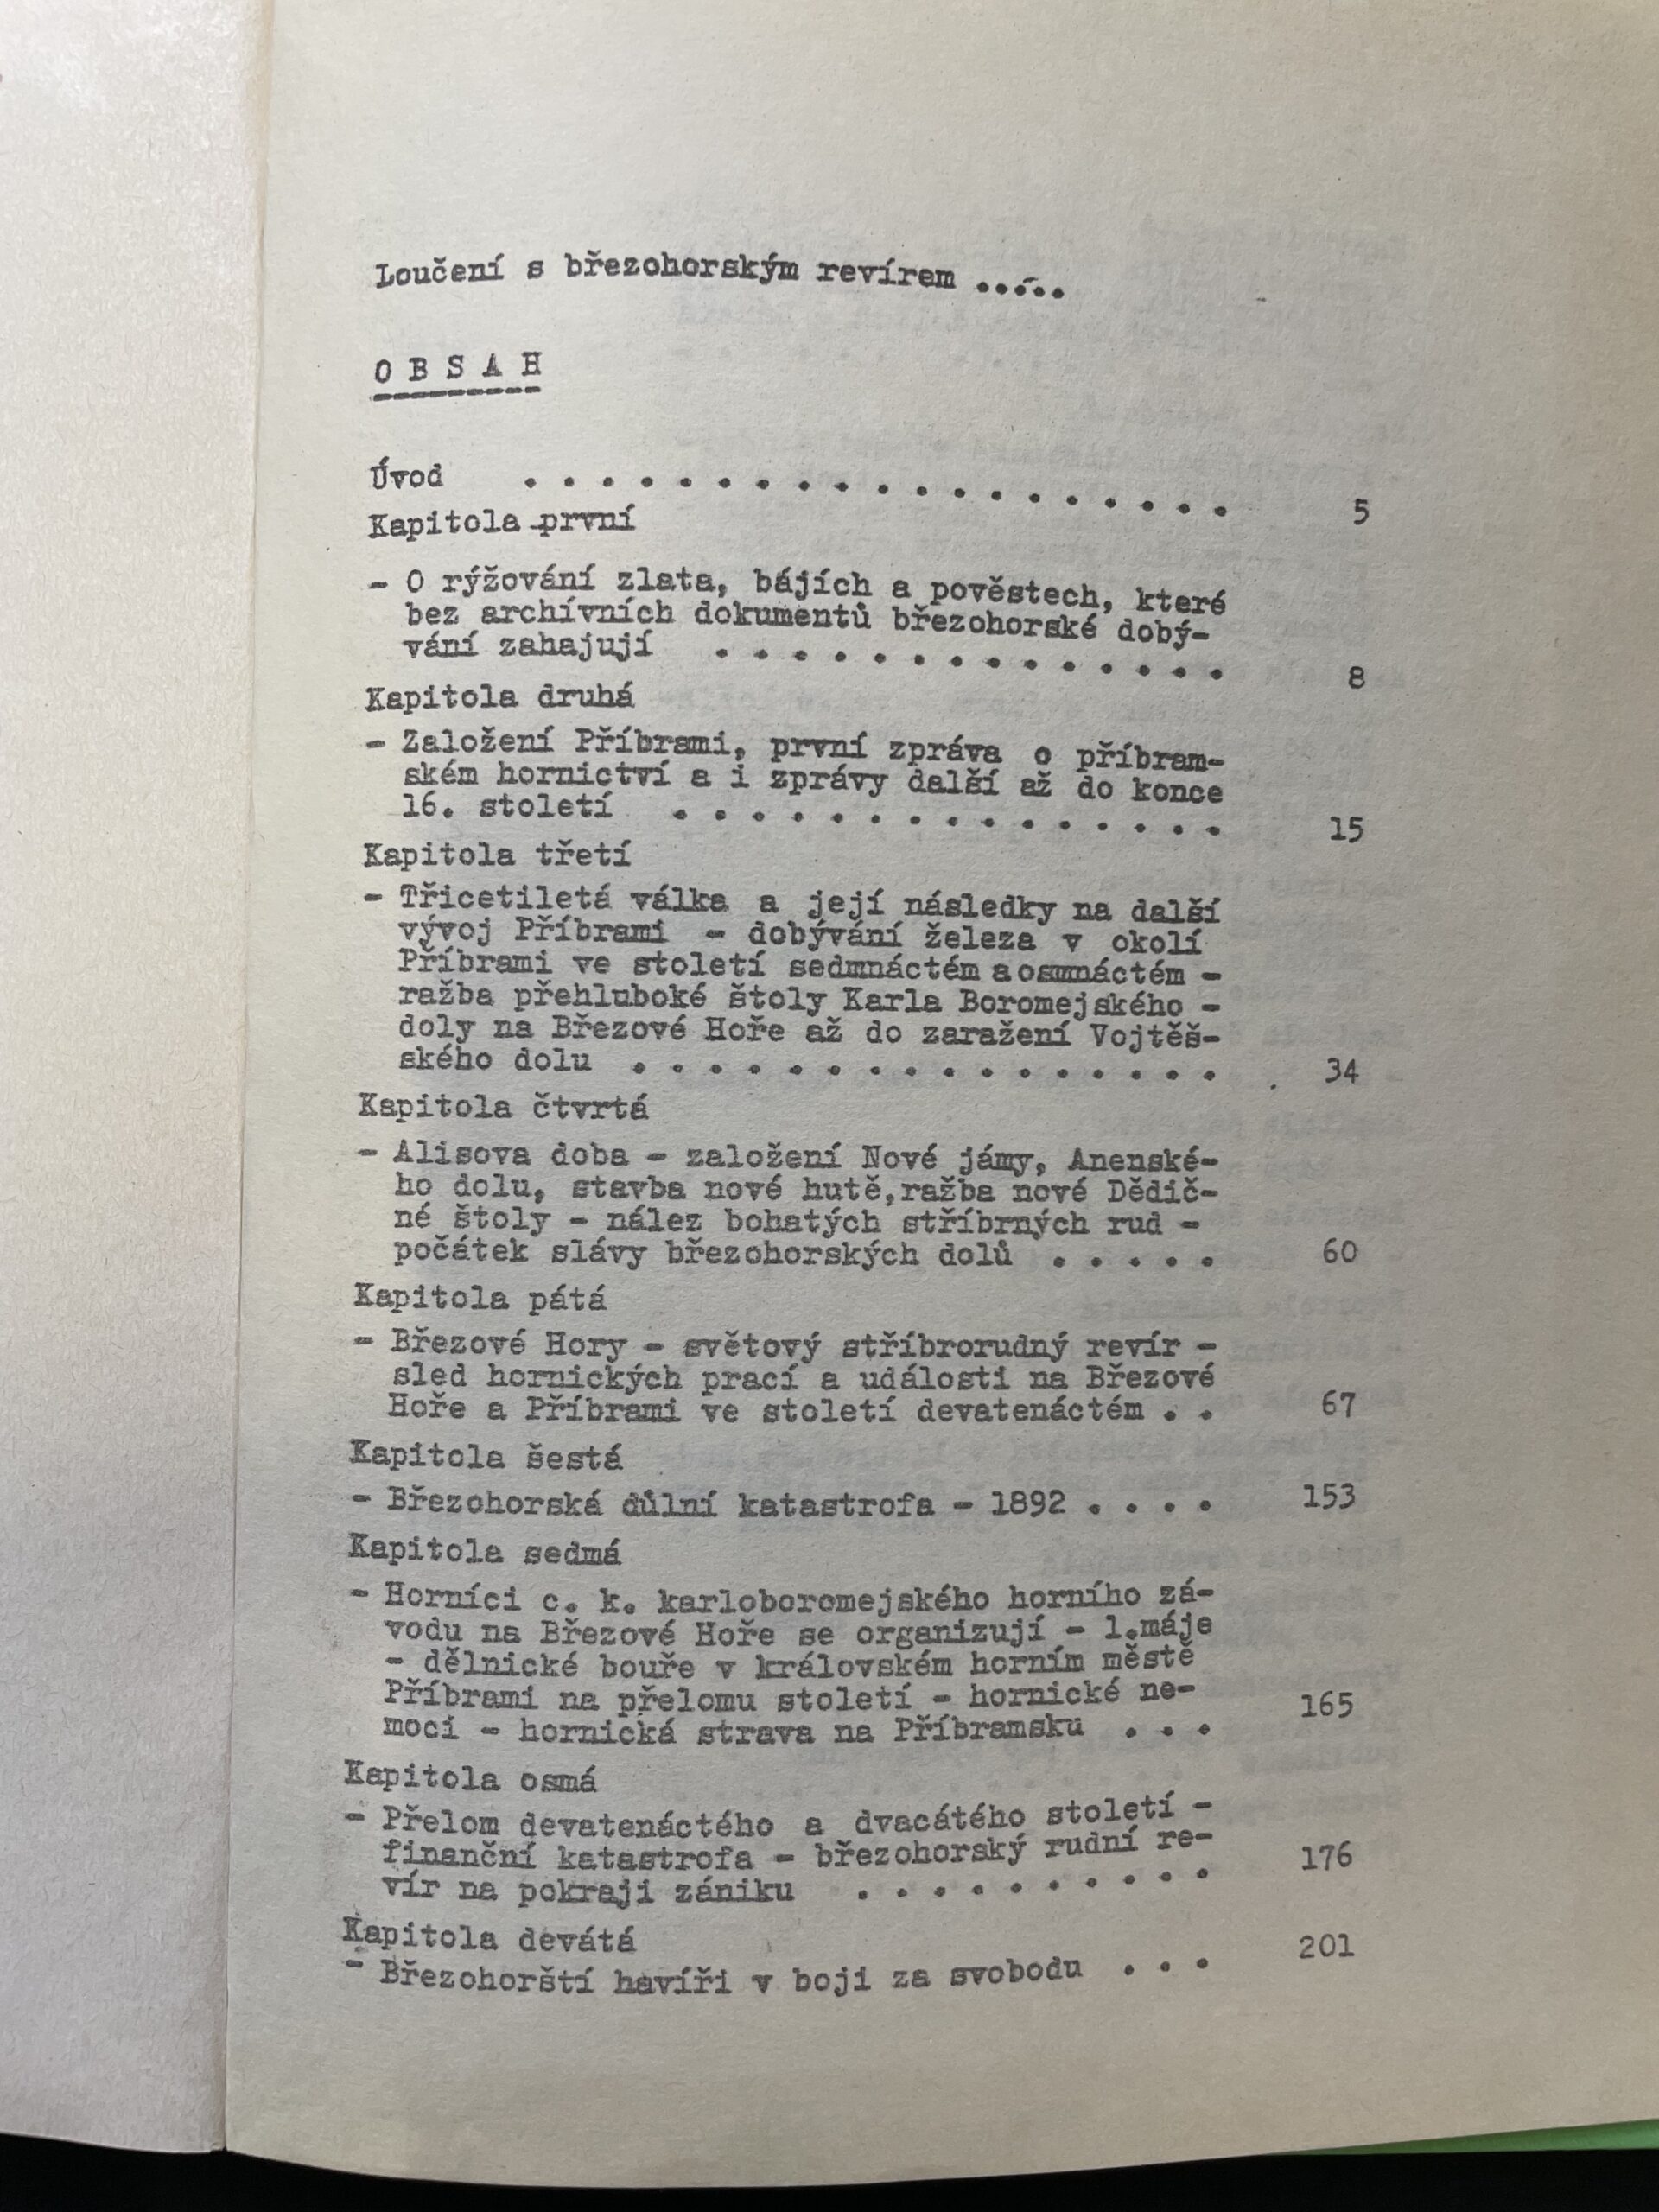 Loučení s březohorským revírem .....
O B S A H
Úvod . . . . . . . . . . . . . . . . . . . 5
Kapitola první
- O rýžování zlata, bájích a pověstech, které
bez archívních dokumentů březohorské dobý-
vání zahajují . . . . . . . . . . . . . . 8
Kapitola druhá
- Založení Příbrami, první zpráva o příbram-
ském hornictví a i zprávy další až do konce
16. století . . . . . . . . . . . . . . . 15
Kapitola třetí
- Třicetiletá válka a její následky na další
vývoj Příbrami - dobývání železa v okolí
Příbrami ve století sedmnáctém a osmnáctém -
ražba přehluboké štoly Karla Boromejského -
doly na Březové Hoře až do zaražení Vojtěš-
ského dolu . . . . . . . . . . . . . . . . 34
Kapitola čtvrtá
- Alisova doba - založení Nové jámy, Anenské-
ho dolu, stavba nové hutě,ražba nové Dědič-
né štoly - nález bohatých stříbrných rud -
počátek slávy březohorských dolů . . . . . 60
Kapitola pátá
- Březové Hory - světový stříbrorudný revír -
sled hornických prací a události na Březové
Hoře a Příbrami ve století devatenáctém . . 67
Kapitola šestá
- Březohorská důlní katastrofa - 1892 . . . . 153
Kapitola sedmá
- Horníci c. k. karloboromejského horního zá-
vodu na Březové Hoře se organizují - 1.máje
- dělnické bouře v královském horním městě
Příbrami na přelomu století - hornické ne-
moci - hornická strava na Příbramsku . . . 165
Kapitola osmá
- Přelom devatenáctého a dvacátého století -
finanční katastrofa - březohorský rudní re-
vír na pokraji zániku . . . . . . . . . . 176
Kapitola devátá
- Březohorští havíři v boji za svobodu . . . 201